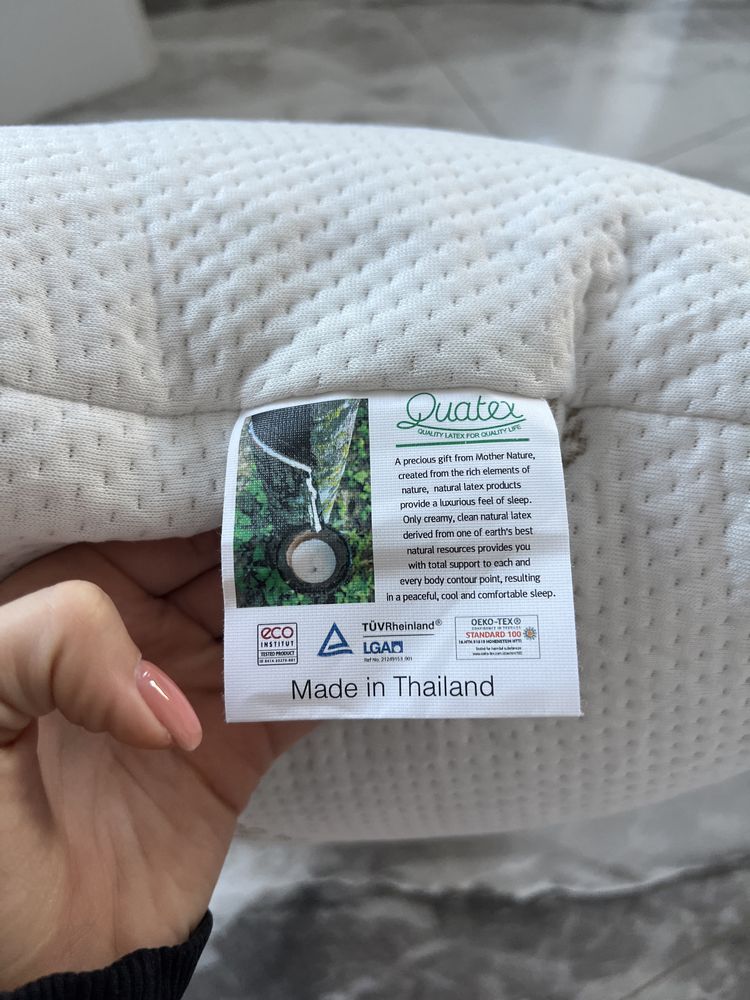 Quatex
QUALITY LATEX FOR QUALITY LIFE
A precious gift from Mother Nature,
created from the rich elements of
nature, natural latex products
provide a luxurious feel of sleep.
Only creamy, clean natural latex
derived from one of earth's best
natural resources provides you
with total support to each and
every body contour point, resulting
in a peaceful, cool and comfortable sleep.
eco
INSTITUT
TESTED PRODUCT
TÜVRheinland®
LGA
OEKO-TEX®
CONFIDENCE IN TEXTILES
STANDARD 100
Made in Thailand